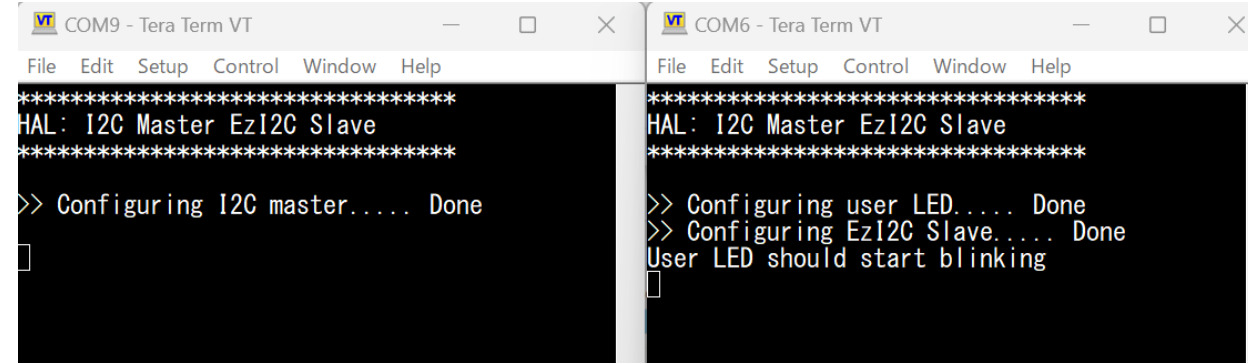 VT COM9 - Tera Term VT
File Edit Setup Control Window Help
**********************************
HAL: I2C Master EzI2C Slave
**********************************
>> Configuring I2C master..... Done
VT COM6 - Tera Term VT
File Edit Setup Control Window Help
**********************************
HAL: I2C Master EzI2C Slave
**********************************
>> Configuring user LED..... Done
>> Configuring EzI2C Slave..... Done
User LED should start blinking